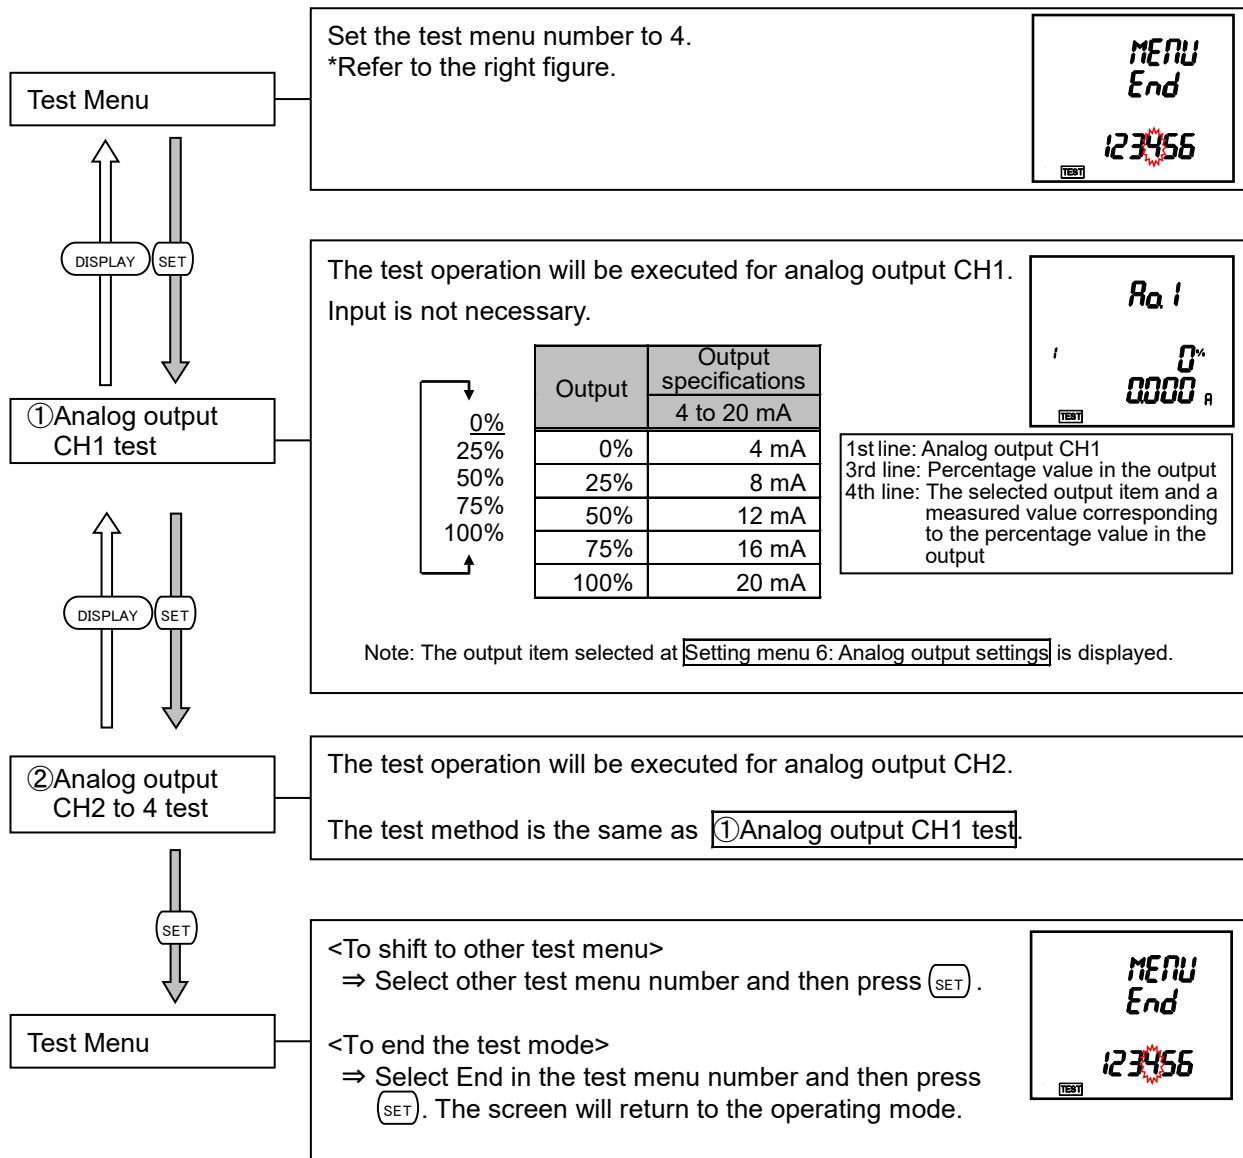 Test Menu
Set the test menu number to 4.
*Refer to the right figure.
MENU
End
123456
TEST
DISPLAY
SET
①Analog output
CH1 test
The test operation will be executed for analog output CH1.
Input is not necessary.
0%
25%
50%
75%
100%
Output
Output
specifications
4 to 20 mA
0% 4 mA
25% 8 mA
50% 12 mA
75% 16 mA
100% 20 mA
Ao.1
1 0%
0.000 A
TEST
1st line: Analog output CH1
3rd line: Percentage value in the output
4th line: The selected output item and a
measured value corresponding
to the percentage value in the
output
Note: The output item selected at Setting menu 6: Analog output settings is displayed.
DISPLAY
SET
②Analog output
CH2 to 4 test
The test operation will be executed for analog output CH2.
The test method is the same as ①Analog output CH1 test.
SET
Test Menu
<To shift to other test menu>
⇒ Select other test menu number and then press SET.
<To end the test mode>
⇒ Select End in the test menu number and then press
SET. The screen will return to the operating mode.
MENU
End
123456
TEST